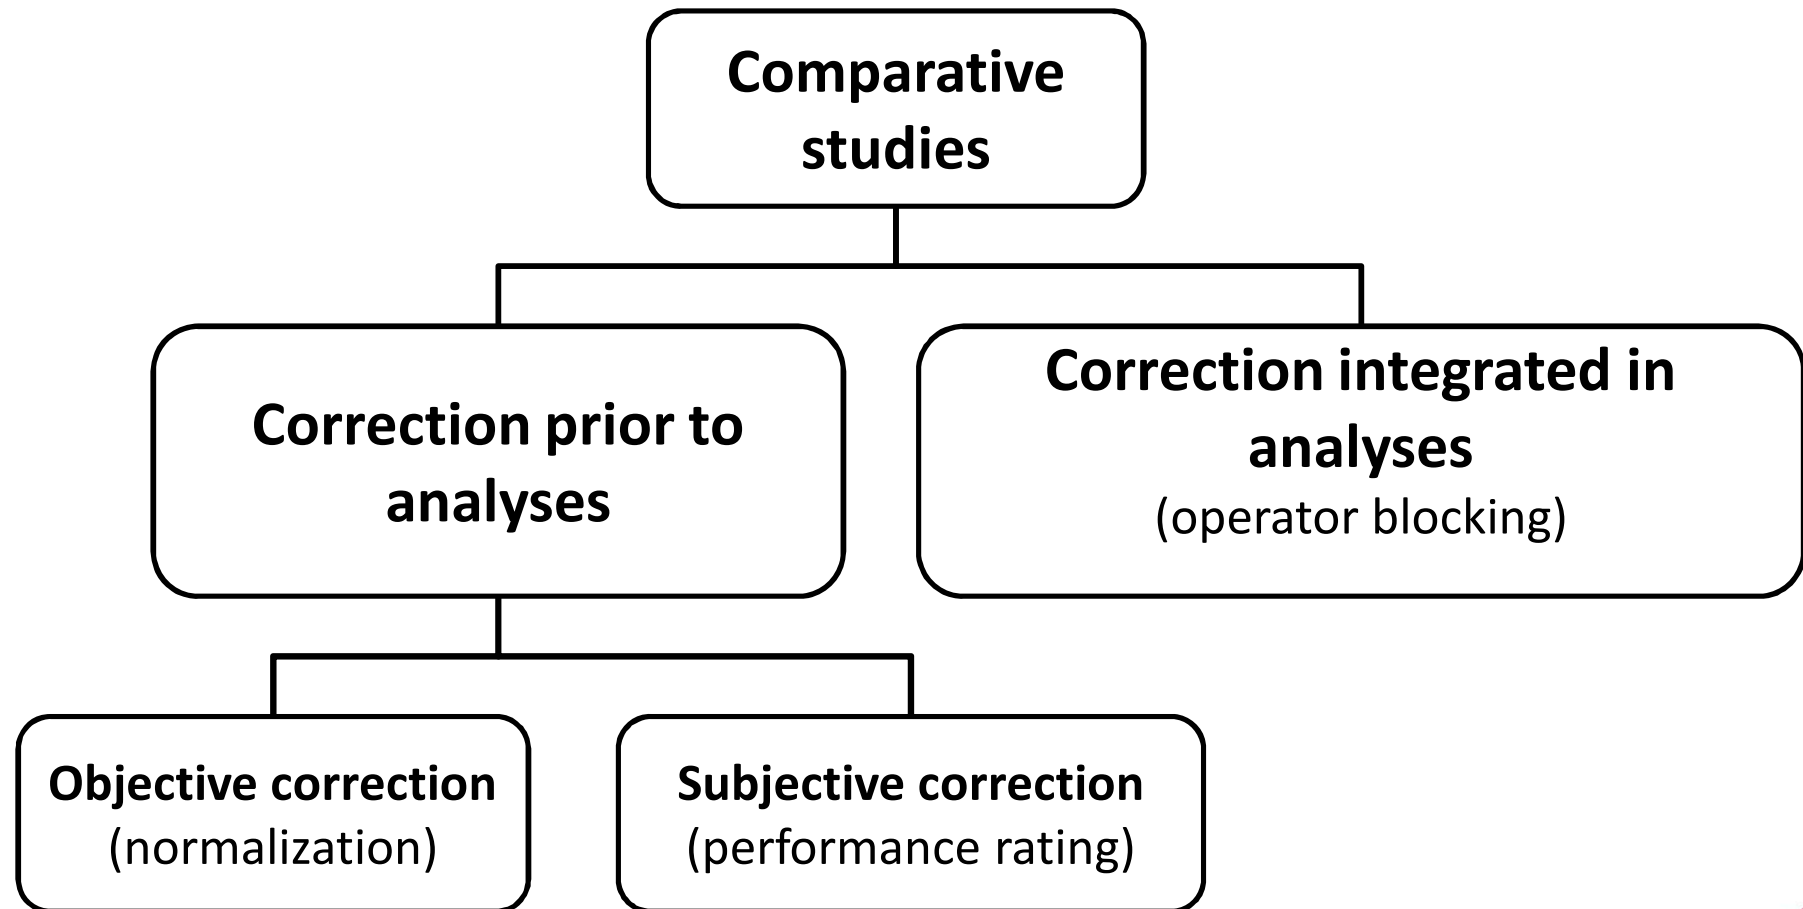 Comparative
studies
Correction prior to
analyses
Correction integrated in
analyses
(operator blocking)
Objective correction
(normalization)
Subjective correction
(performance rating)